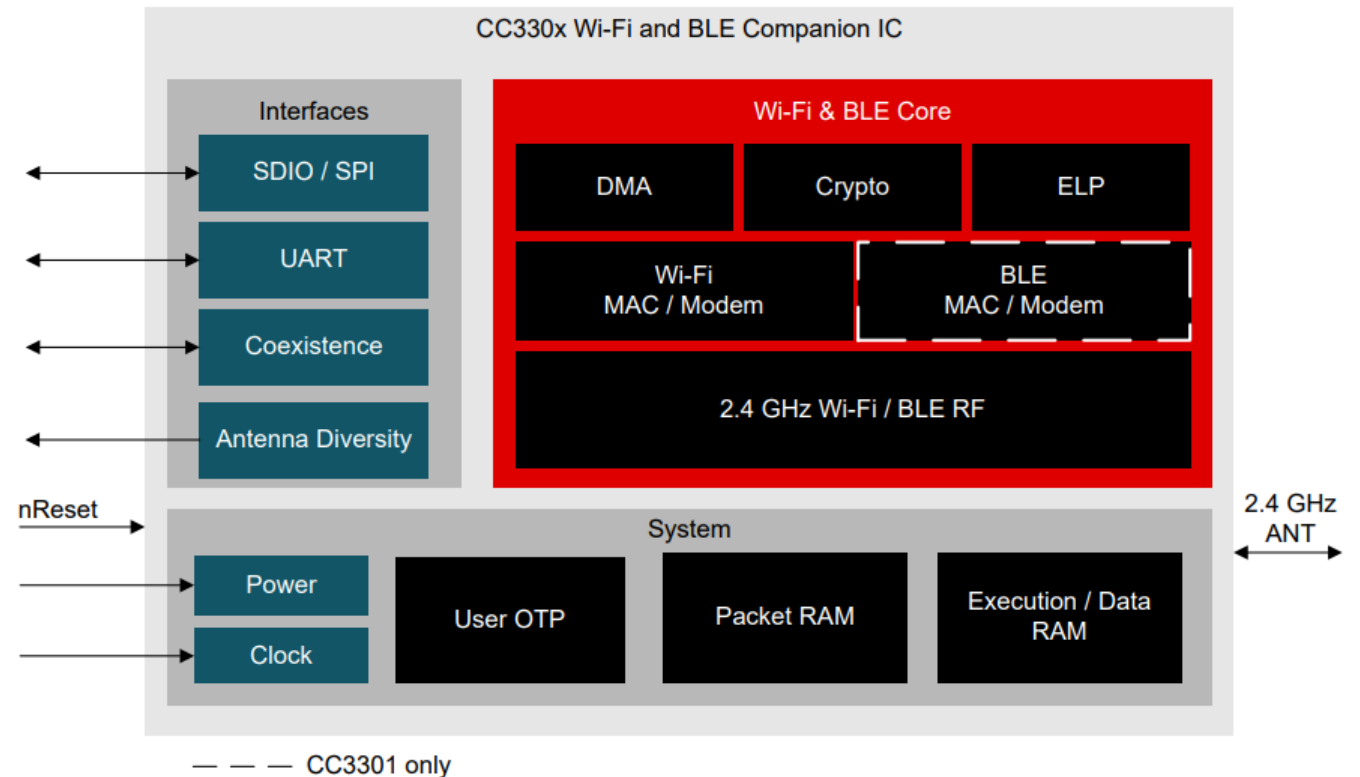 CC330x Wi-Fi and BLE Companion IC
Interfaces
SDIO / SPI
UART
Coexistence
Antenna Diversity
Wi-Fi & BLE Core
DMA
Crypto
ELP
Wi-Fi
MAC / Modem
BLE
MAC / Modem
2.4 GHz Wi-Fi / BLE RF
nReset
2.4 GHz
ANT
System
Power
Clock
User OTP
Packet RAM
Execution / Data
RAM
CC3301 only